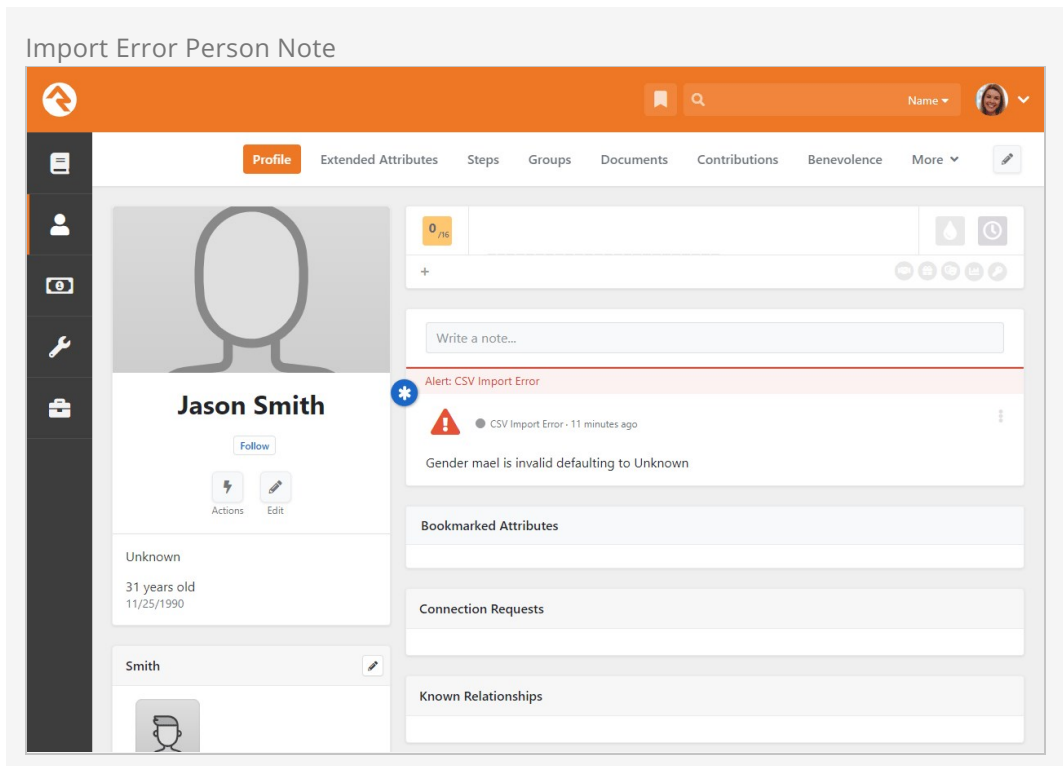 Import Error Person Note
Name
Profile Extended Attributes Steps Groups Documents Contributions Benevolence More
0 /16
+
Write a note...
Alert: CSV Import Error
CSV Import Error · 11 minutes ago
Gender mael is invalid defaulting to Unknown
Jason Smith
Follow
Actions Edit
Unknown
31 years old
11/25/1990
Smith
Bookmarked Attributes
Connection Requests
Known Relationships